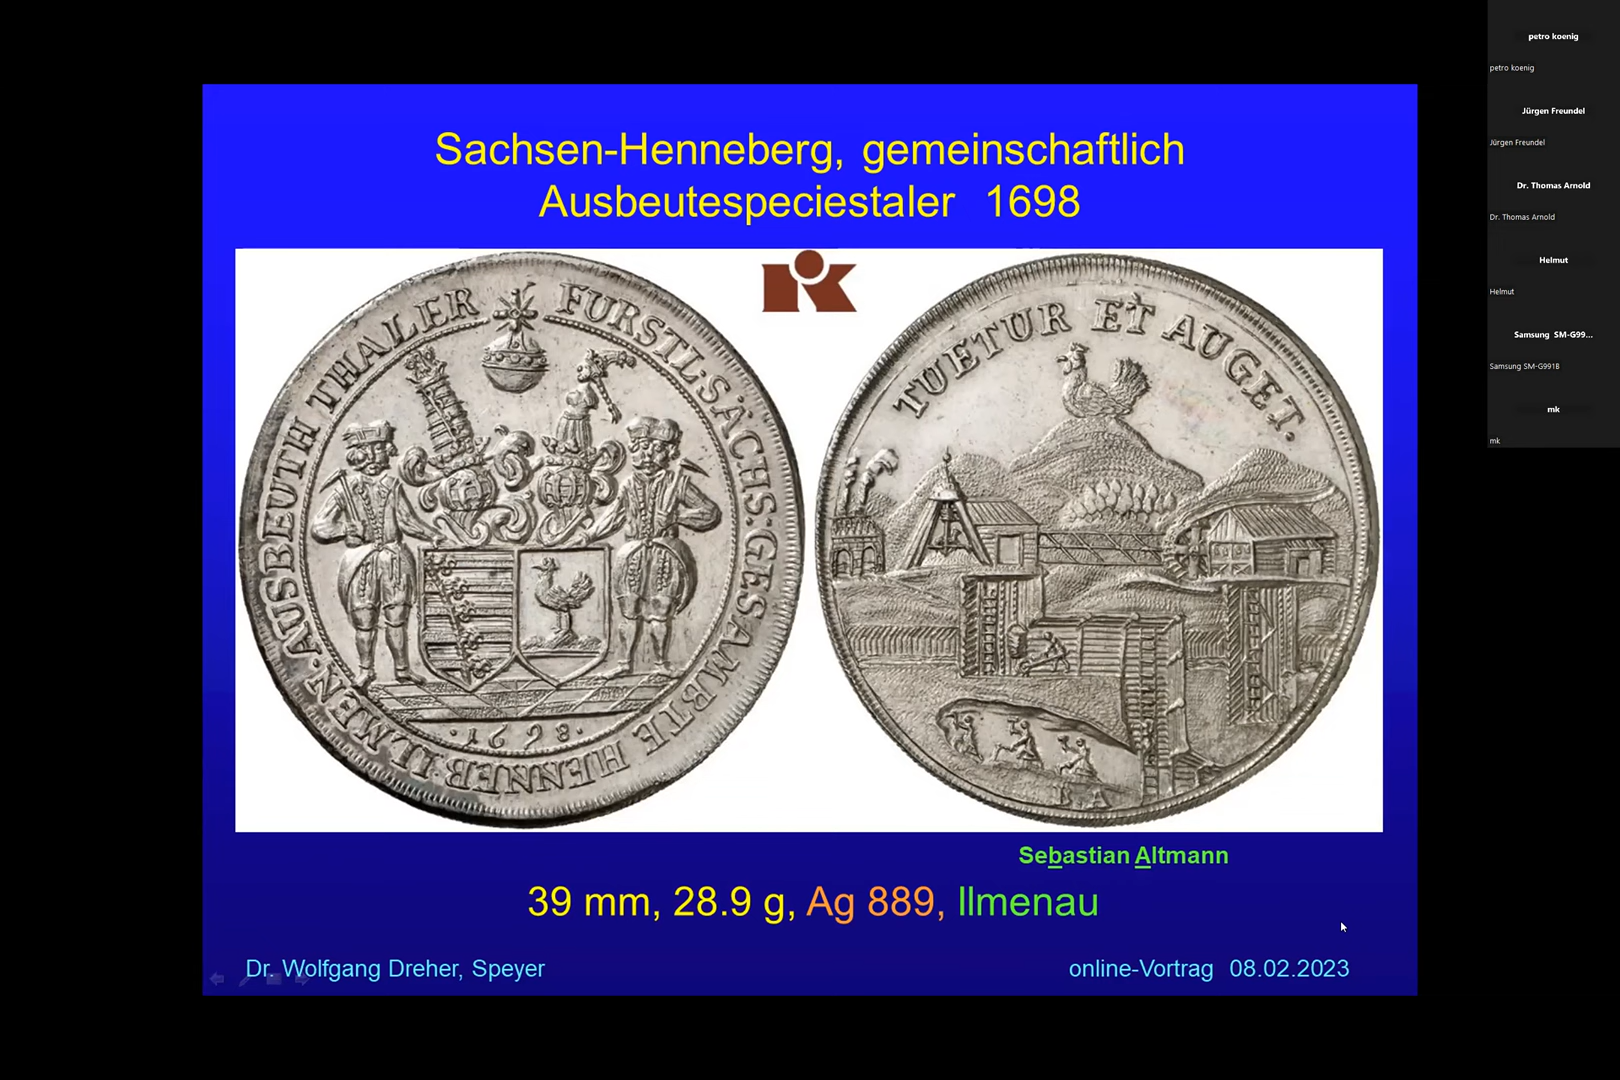 Sachsen-Henneberg, gemeinschaftlich
Ausbeutespeciestaler 1698
AUSBEUTH THALER FURSTL:SÄCHS:GESAMBTE HENNEB:ILMEN.
·1698·
TUETUR ET AUGET.
B A
Sebastian Altmann
39 mm, 28.9 g, Ag 889, Ilmenau
Dr. Wolfgang Dreher, Speyer
online-Vortrag 08.02.2023
petro koenig
petro koenig
Jürgen Freundel
Jürgen Freundel
Dr. Thomas Arnold
Dr. Thomas Arnold
Helmut
Helmut
Samsung SM-G99...
Samsung SM-G991B
mk
mk